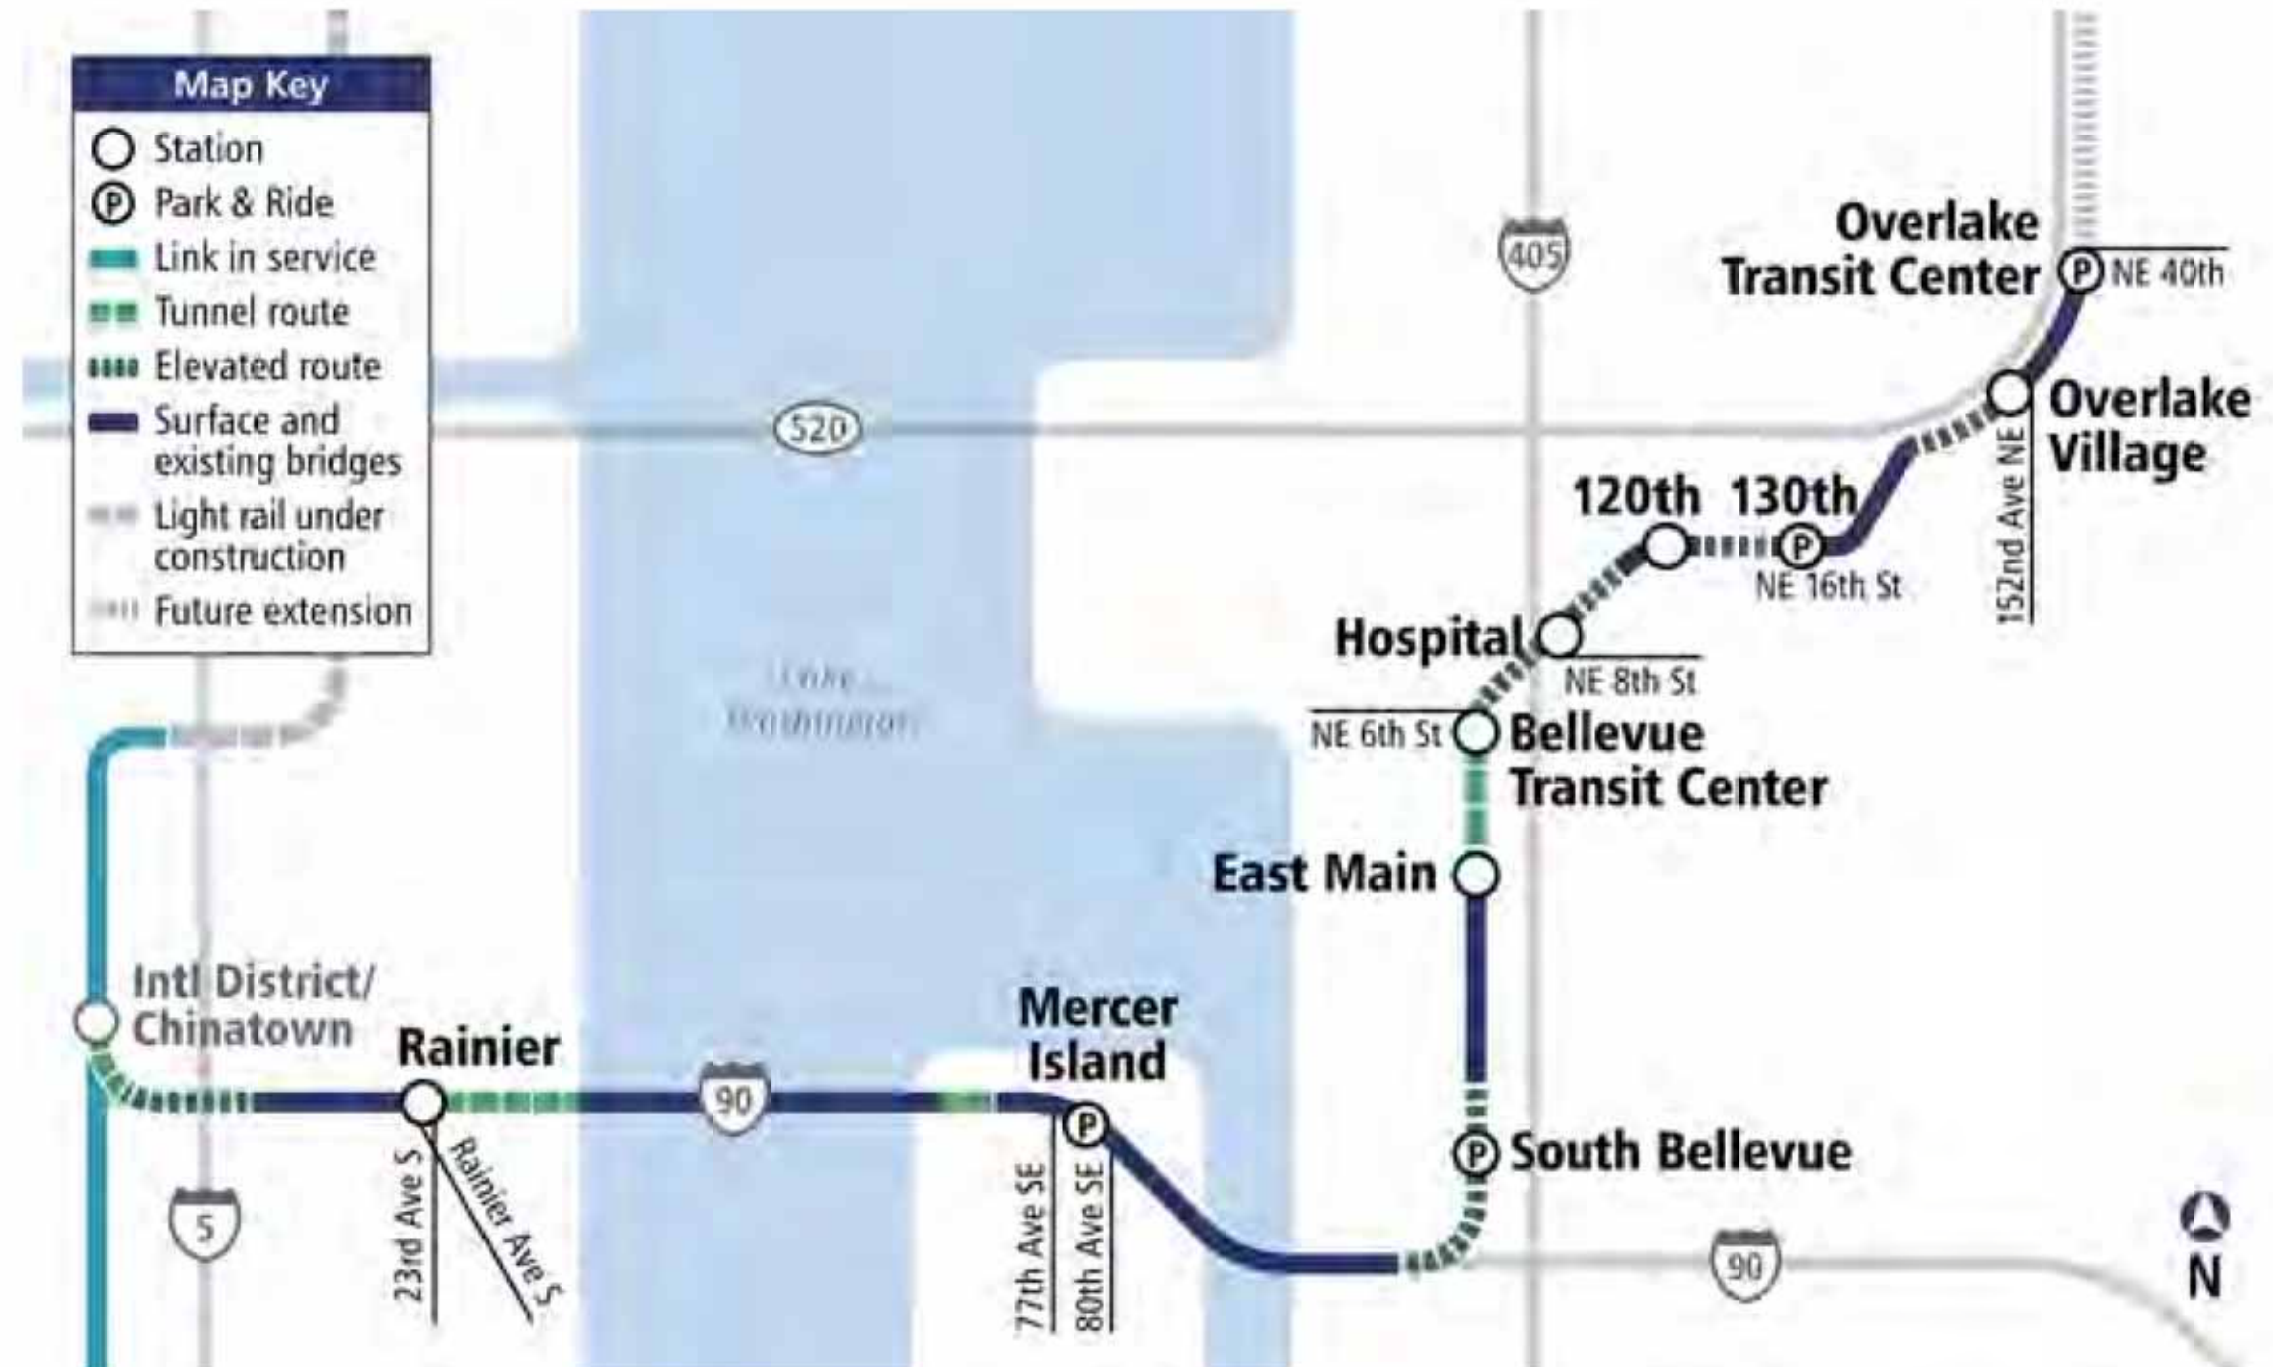 Map Key
Station
Park & Ride
Link in service
Tunnel route
Elevated route
Surface and
existing bridges
Light rail under
construction
Future extension
405
Overlake
Transit Center
P
NE 40th
520
Overlake
Village
152nd Ave NE
120th
130th
P
NE 16th St
Hospital
NE 8th St
Lake
Washington
NE 6th St
Bellevue
Transit Center
East Main
Intl District/
Chinatown
Rainier
90
Mercer
Island
P
P
South Bellevue
5
23rd Ave S
Rainier Ave S
77th Ave SE
80th Ave SE
90
N